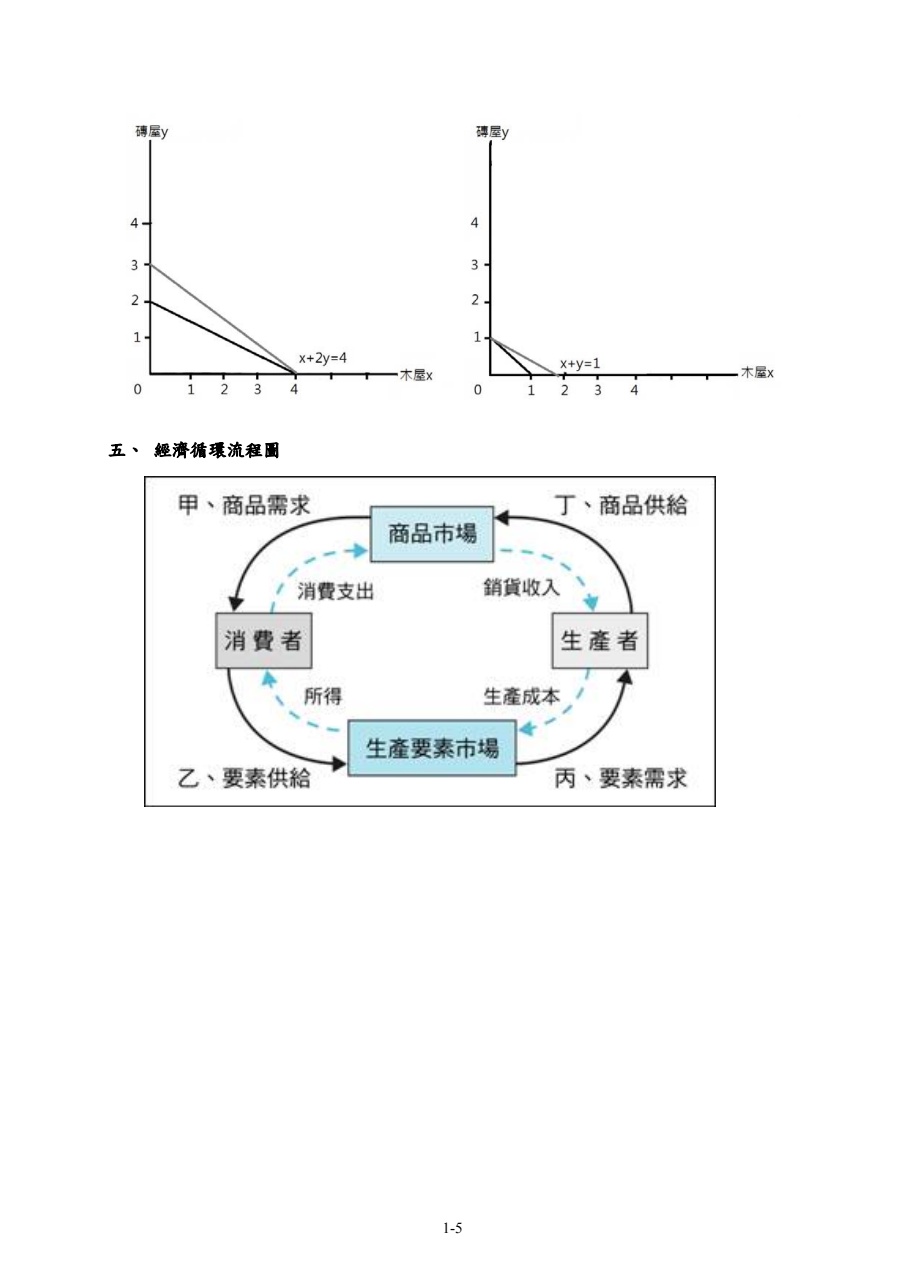 磚屋y
4
3
2
1
x+2y=4
木屋x
0 1 2 3 4
磚屋y
4
3
2
1
x+y=1
木屋x
0 1 2 3 4
五、 經濟循環流程圖
甲、商品需求
丁、商品供給
商品市場
消費支出
銷貨收入
消費者
生產者
所得
生產成本
生產要素市場
乙、要素供給
丙、要素需求
1-5